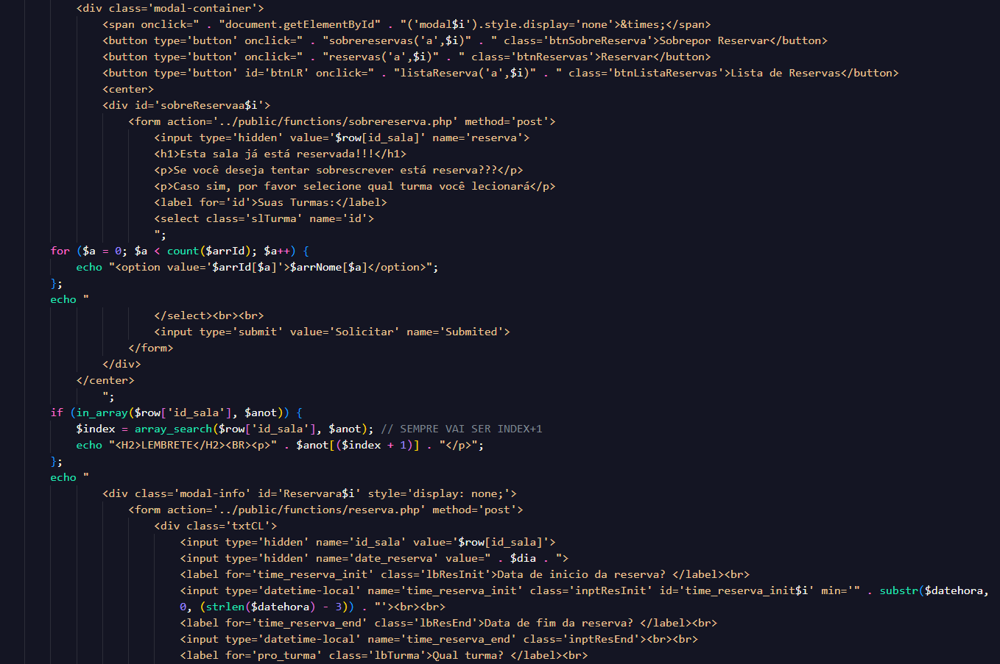 <div class='modal-container'>
<span onclick=" . "document.getElementById" . "('modal$i').style.display='none'>&times;</span>
<button type='button' onclick=" . "sobrereservas('a',$i)" . " class='btnSobreReserva'>Sobrepor Reservar</button>
<button type='button' onclick=" . "reservas('a',$i)" . " class='btnReservas'>Reservar</button>
<button type='button' id='btnLR' onclick=" . "listaReserva('a',$i)" . " class='btnListaReservas'>Lista de Reservas</button>
<center>
<div id='sobreReservaa$i'>
<form action='../public/functions/sobrereserva.php' method='post'>
<input type='hidden' value='$row[id_sala]' name='reserva'>
<h1>Esta sala já está reservada!!!</h1>
<p>Se você deseja tentar sobrescrever está reserva???</p>
<p>Caso sim, por favor selecione qual turma você lecionará</p>
<label for='id'>Suas Turmas:</label>
<select class='slTurma' name='id'>
";
for ($a = 0; $a < count($arrId); $a++) {
echo "<option value='$arrId[$a]'>$arrNome[$a]</option>";
};
echo "
</select><br><br>
<input type='submit' value='Solicitar' name='Submited'>
</form>
</div>
</center>
";
if (in_array($row['id_sala'], $anot)) {
$index = array_search($row['id_sala'], $anot); // SEMPRE VAI SER INDEX+1
echo "<H2>LEMBRETE</H2><BR><p>" . $anot[($index + 1)] . "</p>";
};
echo "
<div class='modal-info' id='Reservara$i' style='display: none;'>
<form action='../public/functions/reserva.php' method='post'>
<div class='txtCL'>
<input type='hidden' name='id_sala' value='$row[id_sala]'>
<input type='hidden' name='date_reserva' value=" . $dia . ">
<label for='time_reserva_init' class='lbResInit'>Data de inicio da reserva? </label><br>
<input type='datetime-local' name='time_reserva_init' class='inptResInit' id='time_reserva_init$i' min='" . substr($datehora,
0, (strlen($datehora) - 3)) . "'><br><br>
<label for='time_reserva_end' class='lbResEnd'>Data de fim da reserva? </label><br>
<input type='datetime-local' name='time_reserva_end' class='inptResEnd'><br><br>
<label for='pro_turma' class='lbTurma'>Qual turma? </label><br>